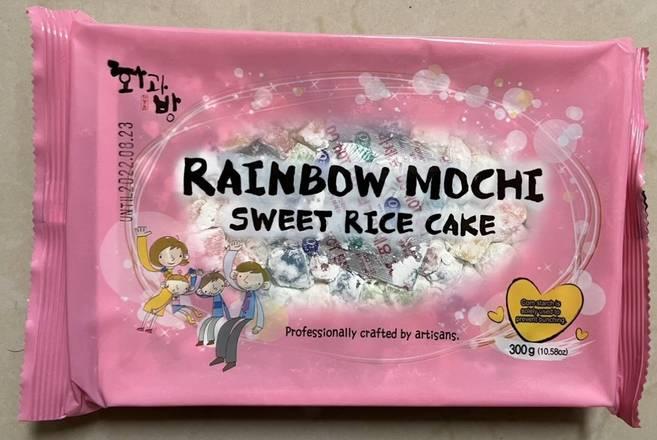 화과방
UNTIL2022.08.23
RAINBOW MOCHI
SWEET RICE CAKE
Professionally crafted by artisans.
Corn starch is
solely used to
prevent bunching.
300g (10.58oz)